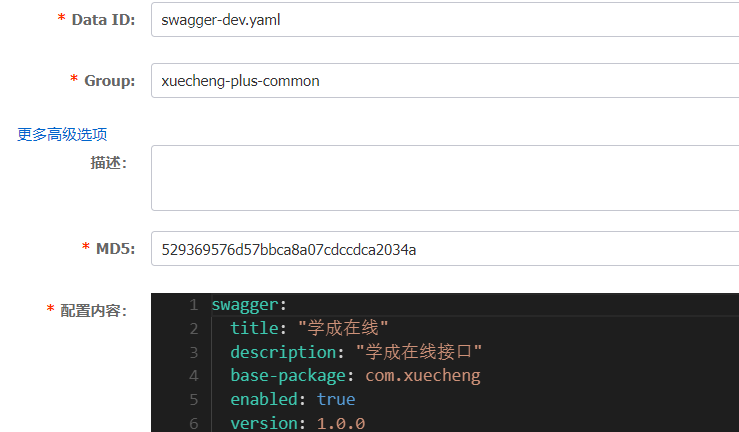 * Data ID: swagger-dev.yaml
* Group: xuecheng-plus-common
更多高级选项
描述:
* MD5: 529369576d57bbca8a07cdccdca2034a
* 配置内容:
1 swagger:
2 title: "学成在线"
3 description: "学成在线接口"
4 base-package: com.xuecheng
5 enabled: true
6 version: 1.0.0